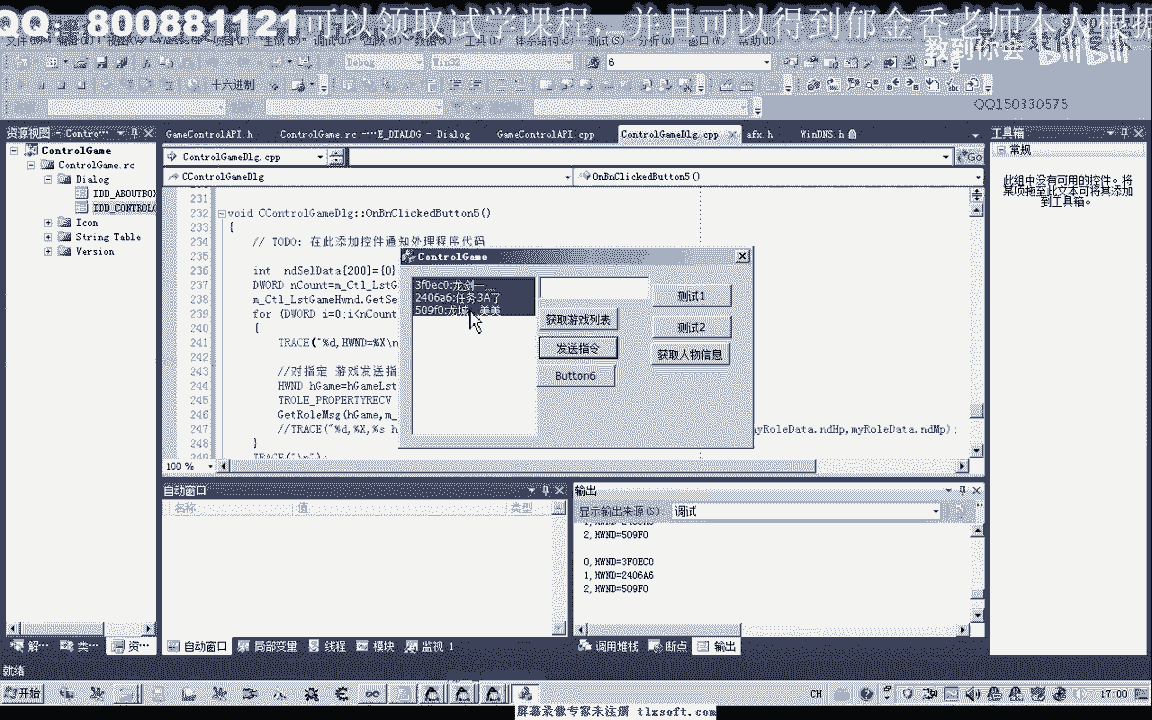 QQ：800881121可以领取试学课程，并且可以得到郁金香老师本人根据
教到你会
QQ150330575
Debug Win32 6
十六进制
资源视图 - Contro···
ControlGame
ControlGame.rc
Dialog
IDD_ABOUTBOX
IDD_CONTROLG
Icon
String Table
Version
GameControlAPI.h ControlGame.rc ···E_DIALOG - Dialog GameControlAPI.cpp ControlGameDlg.cpp afx.h WinDNS.h
ControlGameDlg.cpp Go
CControlGameDlg OnBnClickedButton5()
231
232 void CControlGameDlg::OnBnClickedButton5()
233 {
234 // TODO: 在此添加控件通知处理程序代码
235
236 int ndSelData[200]={0}
237 DWORD nCount=m_Ctl_LstG
238 m_Ctl_LstGameHwnd.GetSe
239 for (DWORD i=0;i<nCount
240 {
241 TRACE("%d,HWND=%X\n
242
243 //对指定 游戏发送指
244 HWND hGame=hGameLst
245 TROLE_PROPERTYRECV
246 GetRoleMsg(hGame,m_
247 //TRACE("%d,%X,%s h yRoleData.ndHp,myRoleData.ndMp);
248 }
100 %
ControlGame
3f0ec0:龙剑一
2406a6:任务3A了
509f0:龙城 美美
获取游戏列表
发送指令
Button6
测试1
测试2
获取人物信息
工具箱
常规
此组中没有可用的控件。将
某项拖至此文本可将其添加
到工具箱。
自动窗口
名称 值 类型
自动窗口 局部变量 线程 模块 监视 1
输出
显示输出来源(S): 调试
2,HWND=509F0
0,HWND=3F0EC0
1,HWND=2406A6
2,HWND=509F0
调用堆栈 断点 输出
解··· 类··· 资···
就绪
开始 CH 17:00
屏幕录像专家未注册 tlxsoft.com